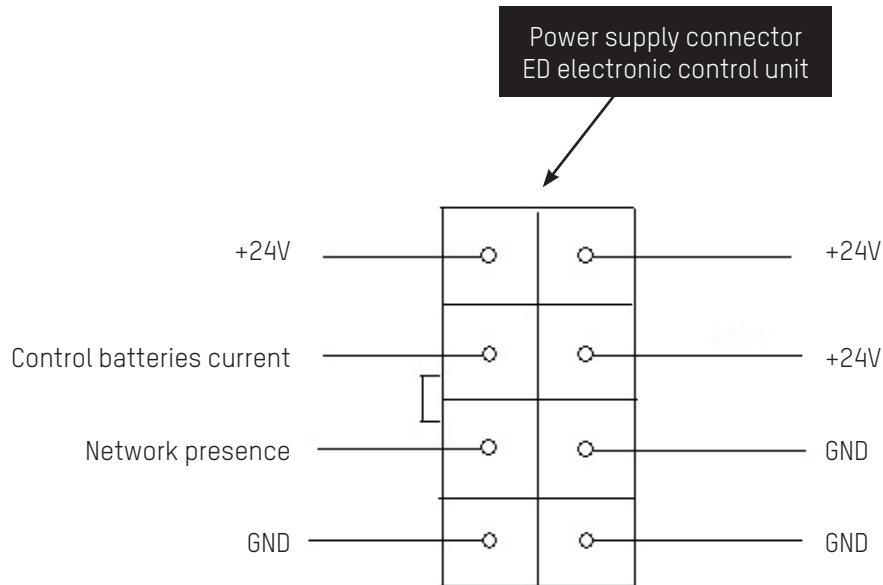 Power supply connector
ED electronic control unit
+24V
+24V
Control batteries current
+24V
Network presence
GND
GND
GND